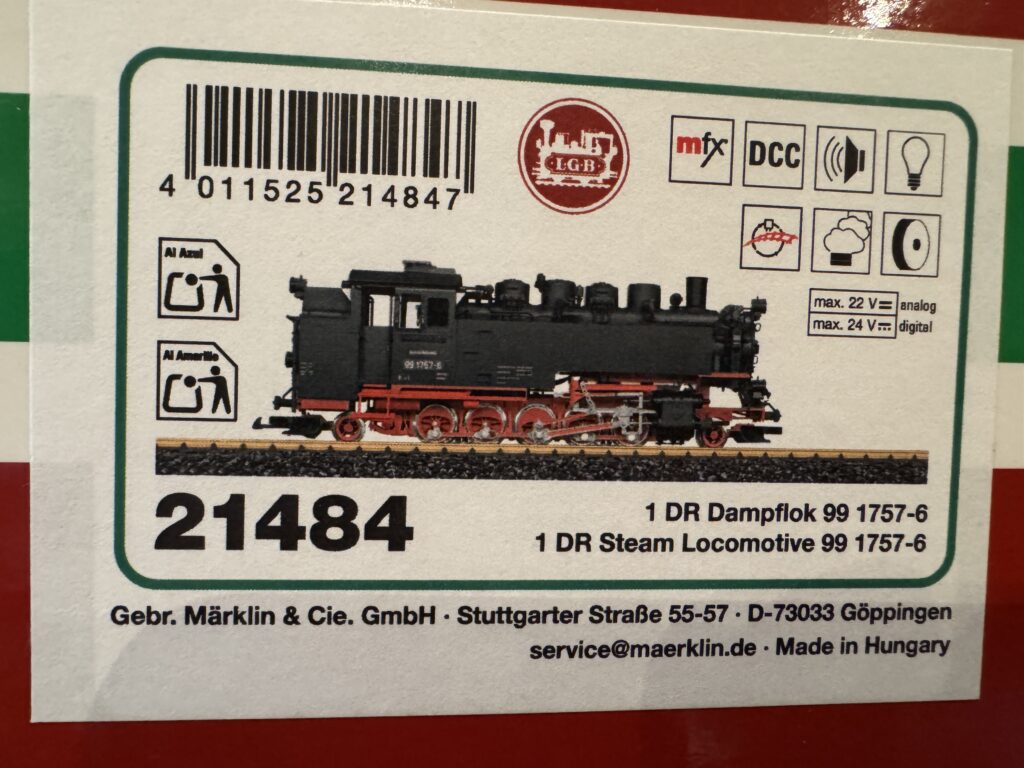 4 011525 214847
L·G·B
mfx
DCC
Al Azul
Al Amarillo
max. 22 V analog
max. 24 V digital
99 1757-6
21484
1 DR Dampflok 99 1757-6
1 DR Steam Locomotive 99 1757-6
Gebr. Märklin & Cie. GmbH · Stuttgarter Straße 55-57 · D-73033 Göppingen
service@maerklin.de · Made in Hungary